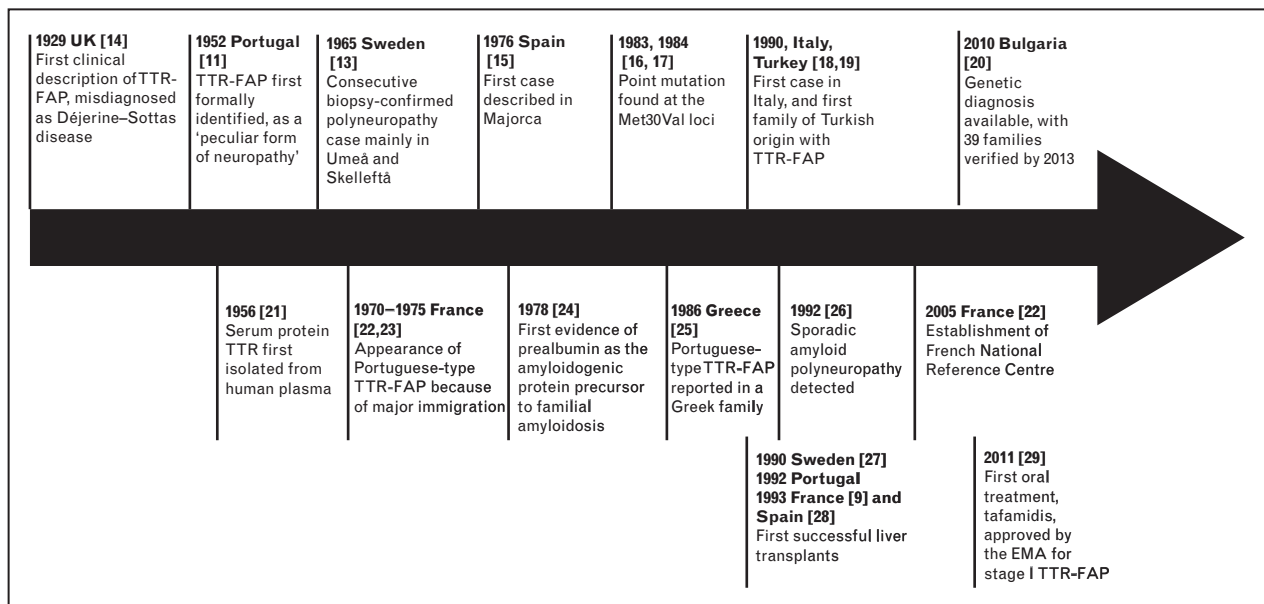 1929 UK [14]
First clinical
description of TTR-
FAP, misdiagnosed
as Déjerine–Sottas
disease
1952 Portugal
[11]
TTR-FAP first
formally
identified, as a
‘peculiar form
of neuropathy’
1965 Sweden
[13]
Consecutive
biopsy-confirmed
polyneuropathy
case mainly in
Umeå and
Skelleftå
1976 Spain
[15]
First case
described in
Majorca
1983, 1984
[16, 17]
Point mutation
found at the
Met30Val loci
1990, Italy,
Turkey [18,19]
First case in
Italy, and first
family of Turkish
origin with
TTR-FAP
2010 Bulgaria
[20]
Genetic
diagnosis
available, with
39 families
verified by 2013
1956 [21]
Serum protein
TTR first
isolated from
human plasma
1970–1975 France
[22,23]
Appearance of
Portuguese-type
TTR-FAP because
of major immigration
1978 [24]
First evidence of
prealbumin as the
amyloidogenic
protein precursor
to familial
amyloidosis
1986 Greece
[25]
Portuguese-
type TTR-FAP
reported in a
Greek family
1992 [26]
Sporadic
amyloid
polyneuropathy
detected
2005 France [22]
Establishment of
French National
Reference Centre
1990 Sweden [27]
1992 Portugal
1993 France [9] and
Spain [28]
First successful liver
transplants
2011 [29]
First oral
treatment,
tafamidis,
approved by
the EMA for
stage I TTR-FAP